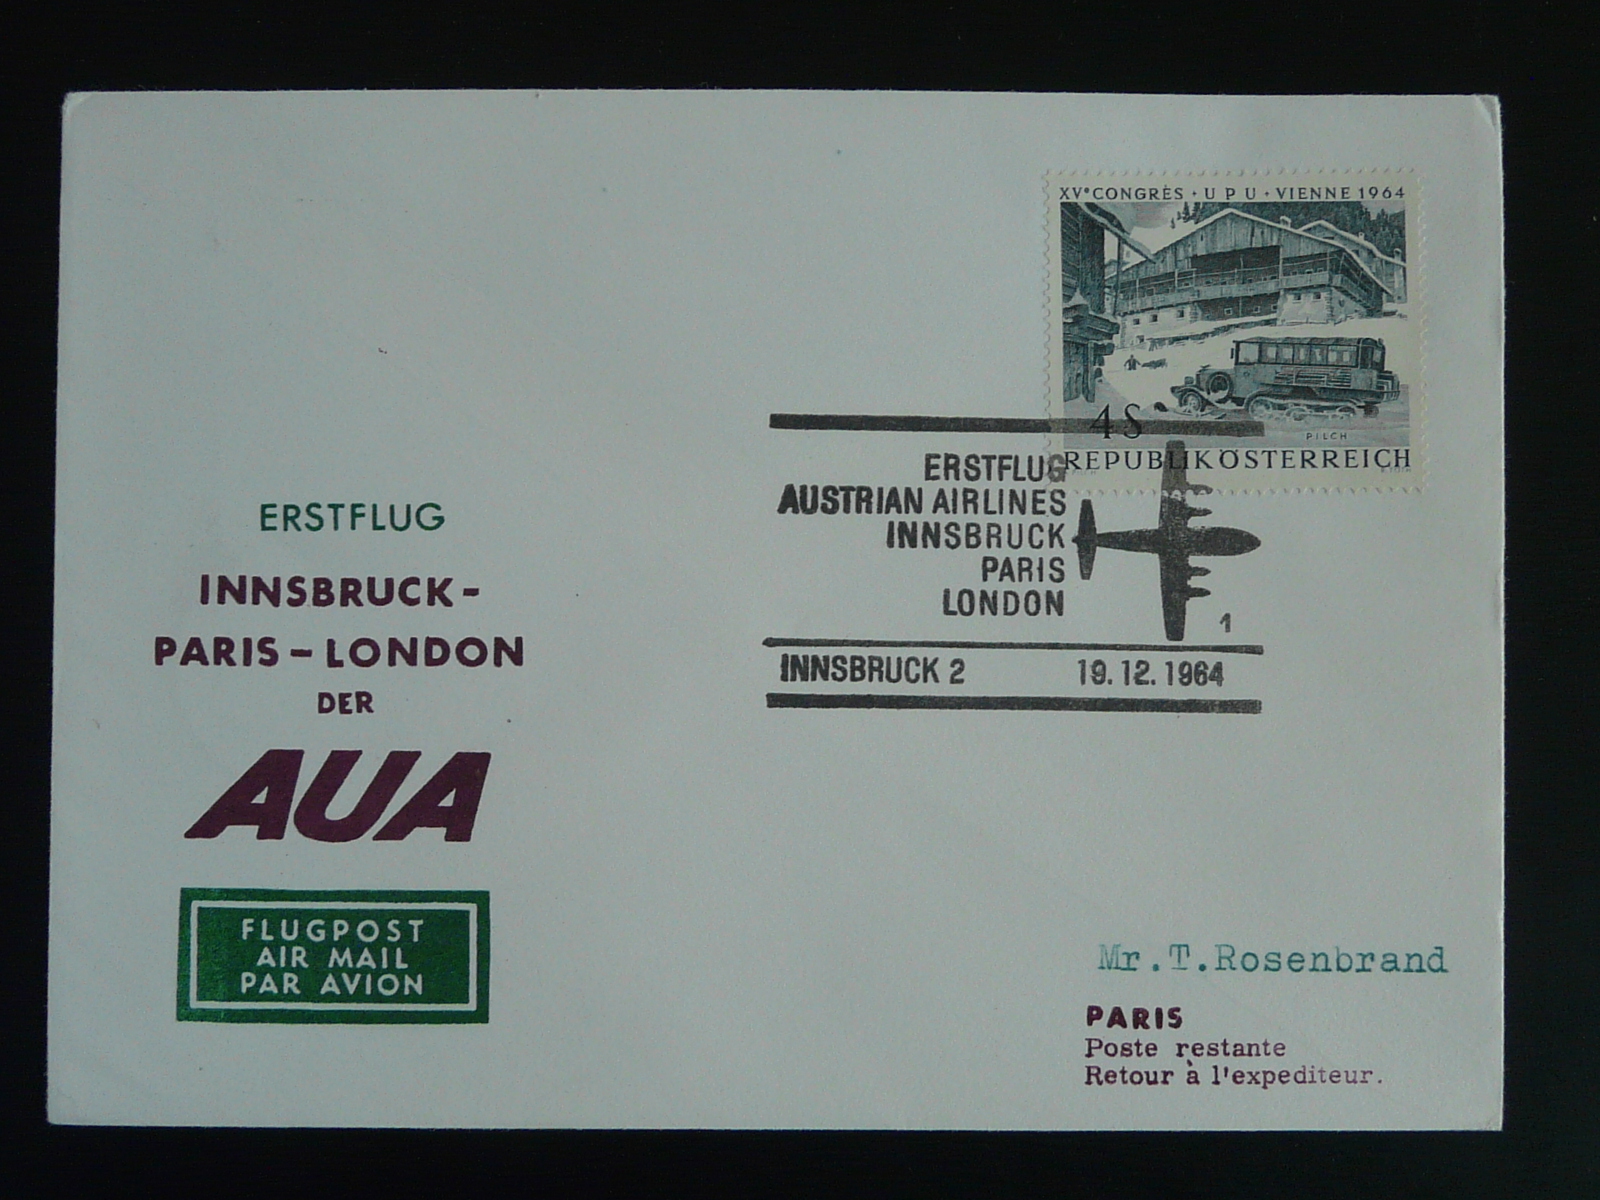 XVᵉ CONGRÈS • UPU • VIENNE 1964
4S
PILCH
REPUBLIK ÖSTERREICH
ERSTFLUG
AUSTRIAN AIRLINES
INNSBRUCK
PARIS
LONDON
1
INNSBRUCK 2 19.12.1964
ERSTFLUG
INNSBRUCK-
PARIS-LONDON
DER
AUA
FLUGPOST
AIR MAIL
PAR AVION
Mr.T.Rosenbrand
PARIS
Poste restante
Retour à l'expediteur.